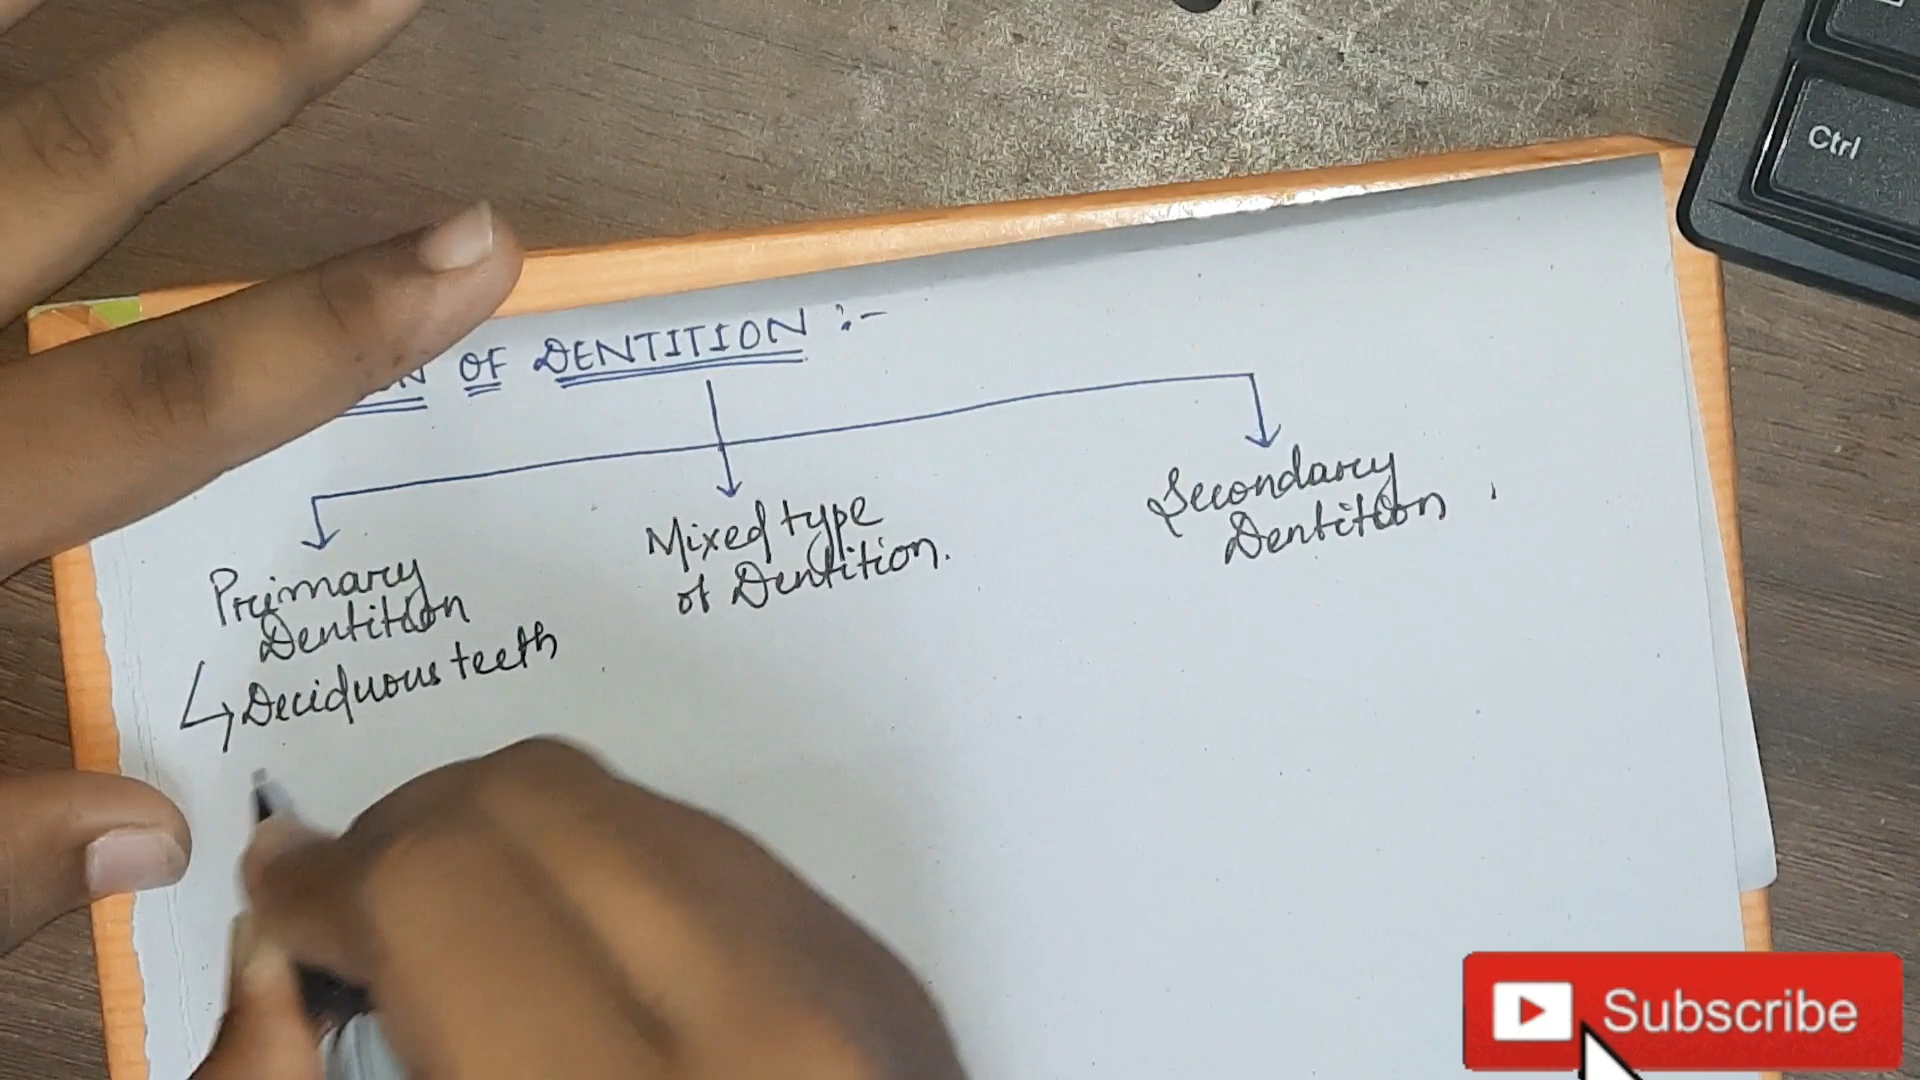 OF DENTITION :-
Primary
Dentition
Deciduous teeth
Mixed type
of Dentition.
Secondary
Dentition
Ctrl
Subscribe